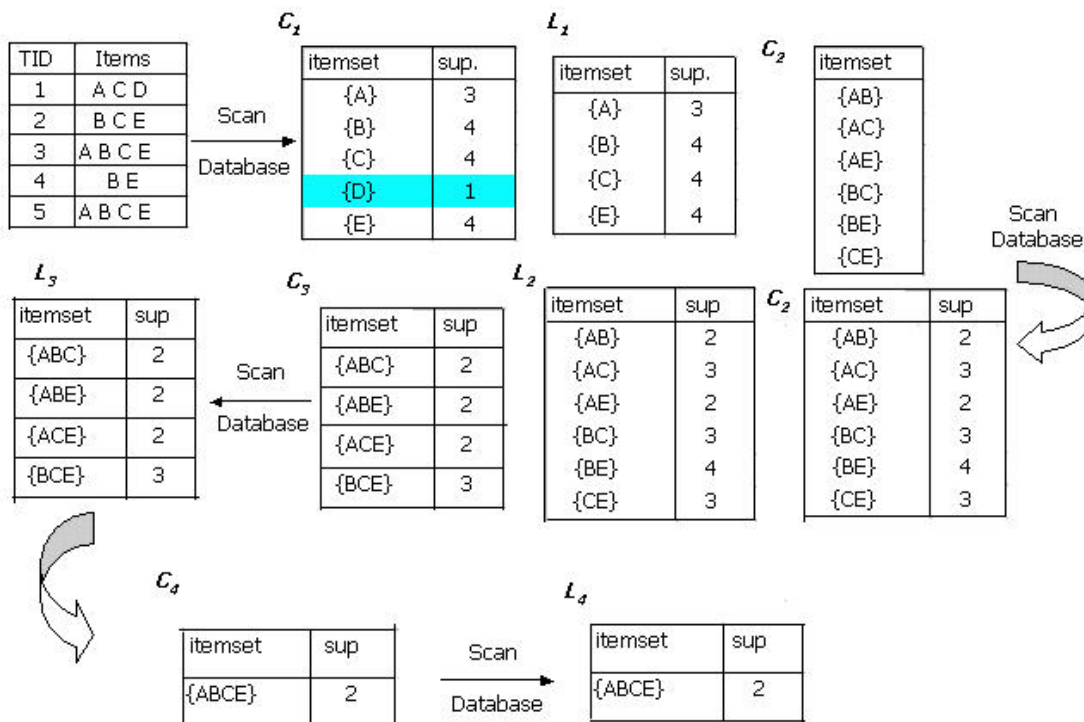 TID Items
1 A C D
2 B C E
3 A B C E
4 B E
5 A B C E
Scan
Database
C1
itemset sup.
{A} 3
{B} 4
{C} 4
{D} 1
{E} 4
L1
itemset sup.
{A} 3
{B} 4
{C} 4
{E} 4
C2
itemset
{AB}
{AC}
{AE}
{BC}
{BE}
{CE}
Scan
Database
C2
itemset sup
{AB} 2
{AC} 3
{AE} 2
{BC} 3
{BE} 4
{CE} 3
L2
itemset sup
{AB} 2
{AC} 3
{AE} 2
{BC} 3
{BE} 4
{CE} 3
C3
itemset sup
{ABC} 2
{ABE} 2
{ACE} 2
{BCE} 3
Scan
Database
L3
itemset sup
{ABC} 2
{ABE} 2
{ACE} 2
{BCE} 3
C4
itemset sup
{ABCE} 2
Scan
Database
L4
itemset sup
{ABCE} 2